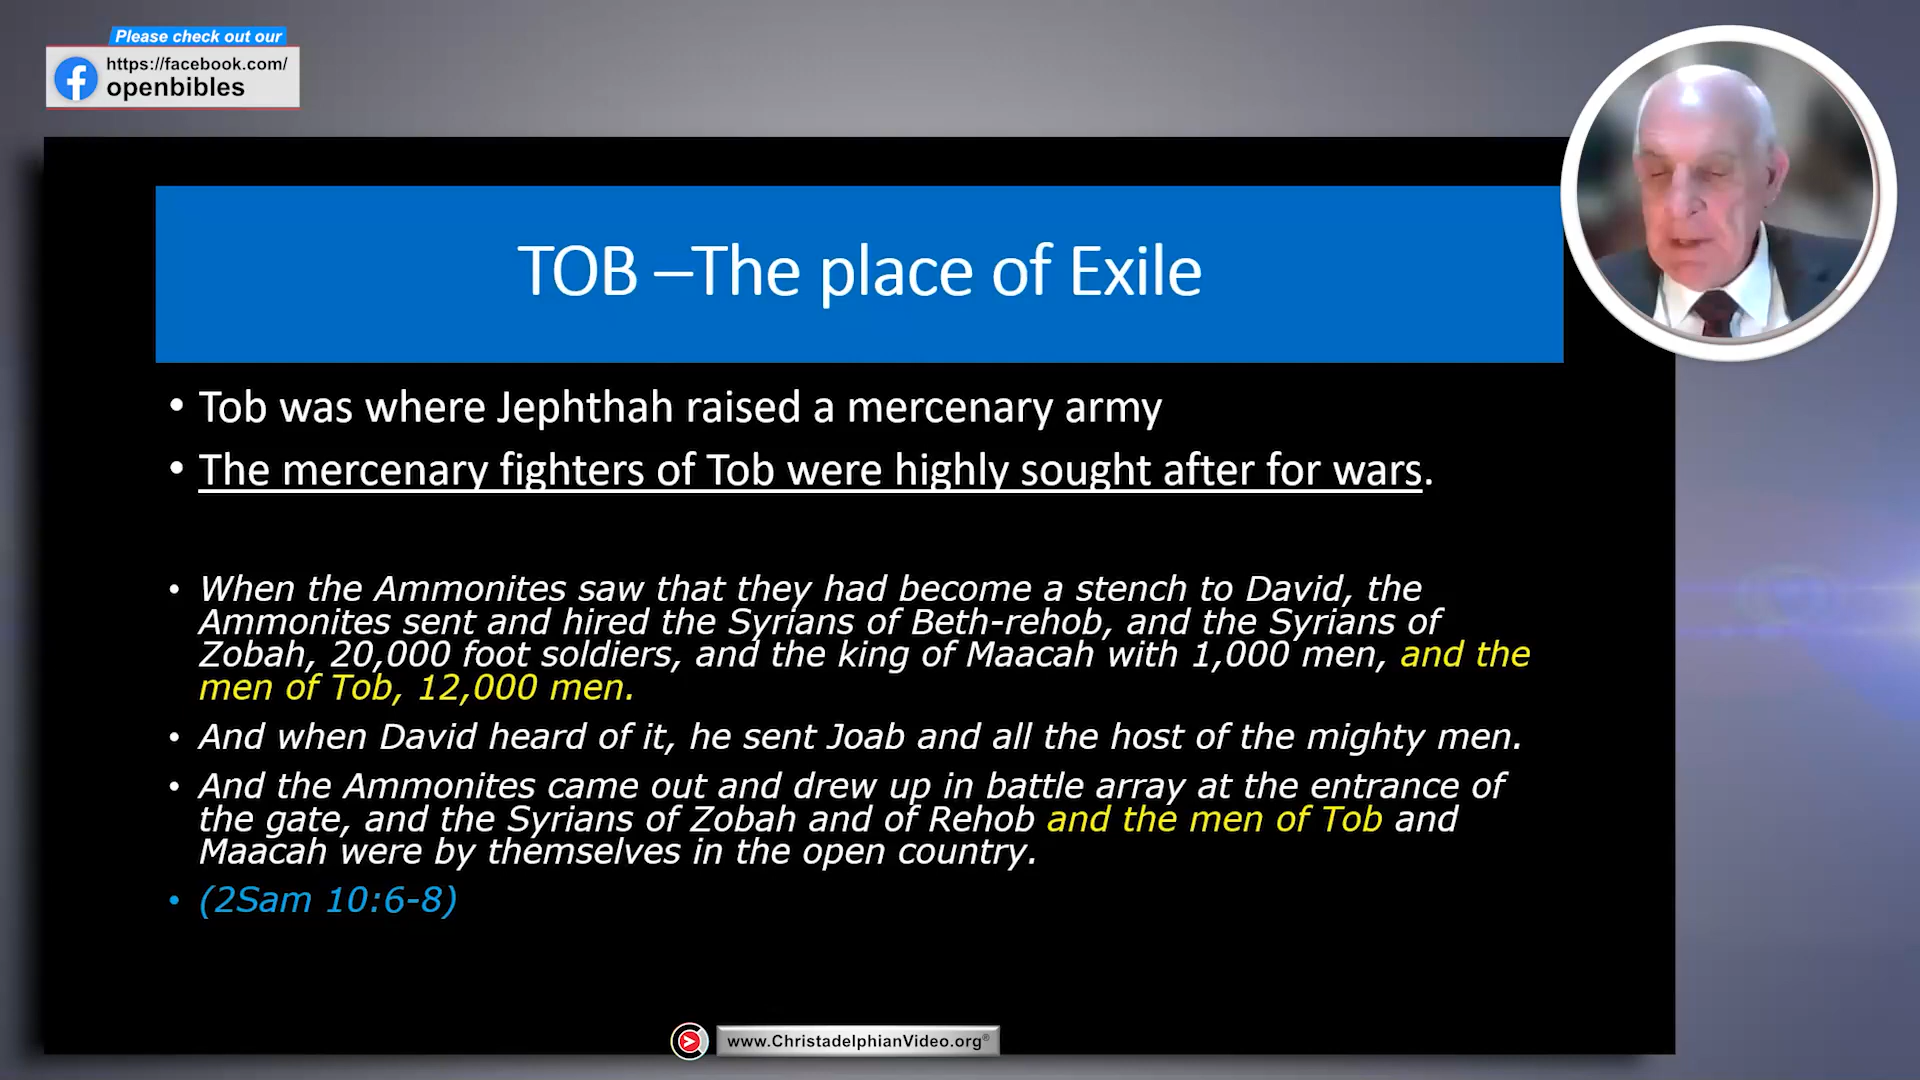 Please check out our
https://facebook.com/
openbibles
TOB –The place of Exile
• Tob was where Jephthah raised a mercenary army
• The mercenary fighters of Tob were highly sought after for wars.
• When the Ammonites saw that they had become a stench to David, the
Ammonites sent and hired the Syrians of Beth-rehob, and the Syrians of
Zobah, 20,000 foot soldiers, and the king of Maacah with 1,000 men, and the
men of Tob, 12,000 men.
• And when David heard of it, he sent Joab and all the host of the mighty men.
• And the Ammonites came out and drew up in battle array at the entrance of
the gate, and the Syrians of Zobah and of Rehob and the men of Tob and
Maacah were by themselves in the open country.
• (2Sam 10:6-8)
www.ChristadelphianVideo.org®